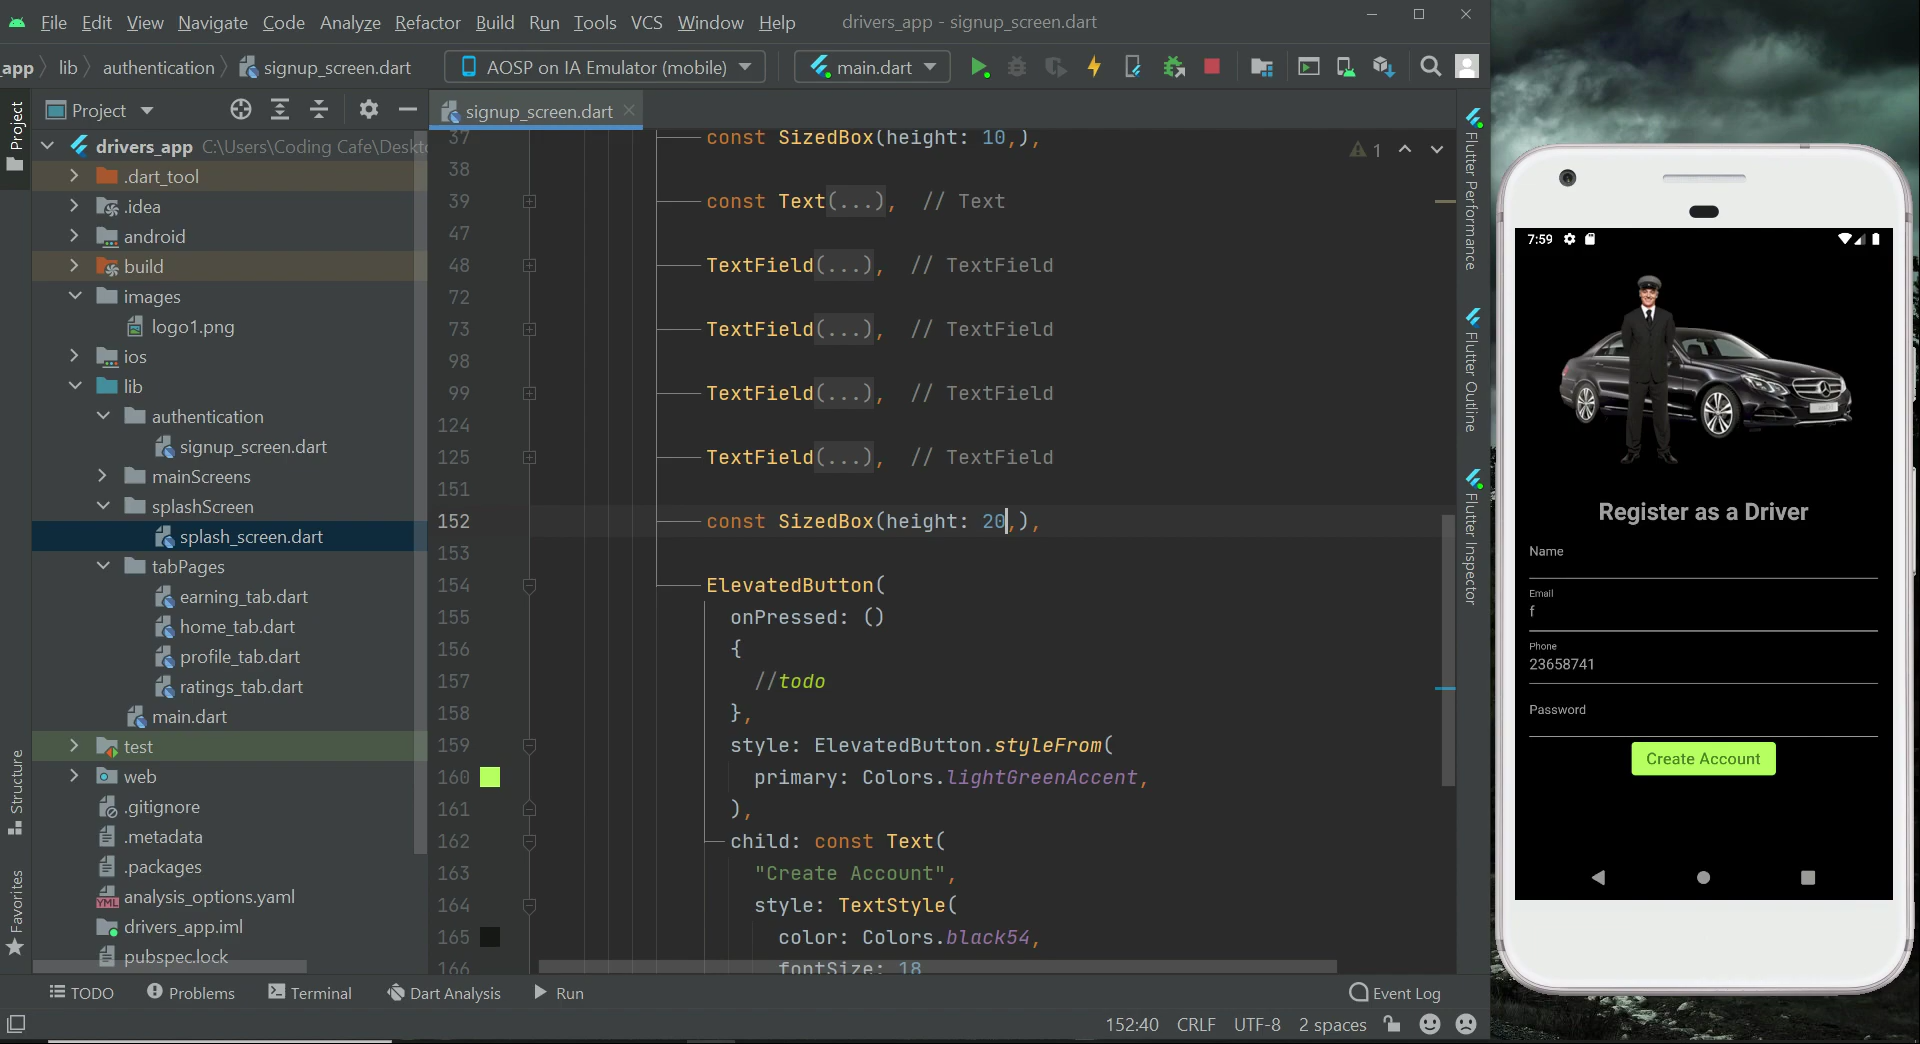 File Edit View Navigate Code Analyze Refactor Build Run Tools VCS Window Help drivers_app - signup_screen.dart
_app lib authentication signup_screen.dart AOSP on IA Emulator (mobile) main.dart
Project
Project
signup_screen.dart
drivers_app C:\Users\Coding Cafe\Deskt
.dart_tool
.idea
android
build
images
logo1.png
ios
lib
authentication
signup_screen.dart
mainScreens
splashScreen
splash_screen.dart
tabPages
earning_tab.dart
home_tab.dart
profile_tab.dart
ratings_tab.dart
main.dart
test
web
.gitignore
.metadata
.packages
analysis_options.yaml
drivers_app.iml
pubspec.lock
Structure
Favorites
37 const SizedBox(height: 10,),
1
38
39 const Text(...), // Text
47
48 TextField(...), // TextField
72
73 TextField(...), // TextField
98
99 TextField(...), // TextField
124
125 TextField(...), // TextField
151
152 const SizedBox(height: 20,),
153
154 ElevatedButton(
155 onPressed: ()
156 {
157 //todo
158 },
159 style: ElevatedButton.styleFrom(
160 primary: Colors.lightGreenAccent,
161 ),
162 child: const Text(
163 "Create Account",
164 style: TextStyle(
165 color: Colors.black54,
166 fontSize: 18
Flutter Performance
Flutter Outline
Flutter Inspector
TODO Problems Terminal Dart Analysis Run Event Log
152:40 CRLF UTF-8 2 spaces
7:59
Register as a Driver
Name
Email
f
Phone
23658741
Password
Create Account